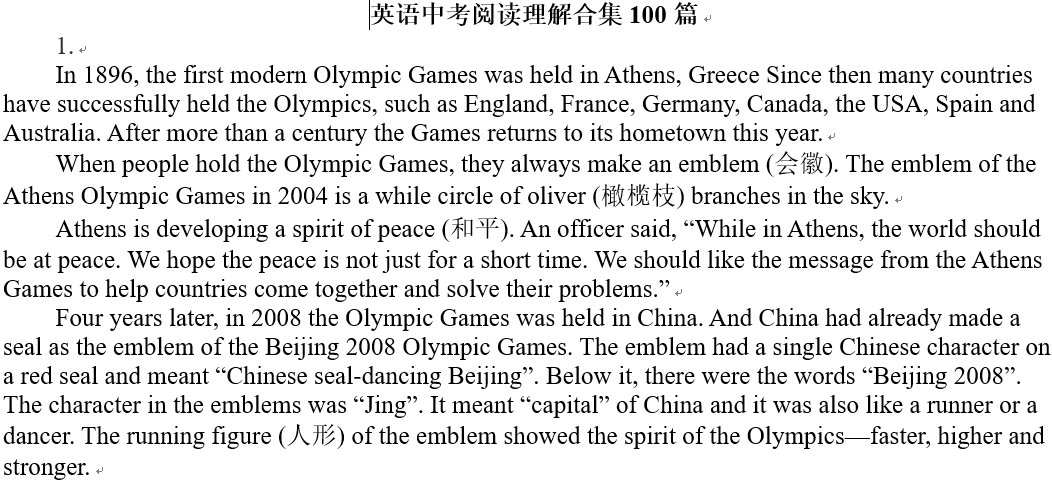 英语中考阅读理解合集 100 篇
1.
In 1896, the first modern Olympic Games was held in Athens, Greece Since then many countries
have successfully held the Olympics, such as England, France, Germany, Canada, the USA, Spain and
Australia. After more than a century the Games returns to its hometown this year.
When people hold the Olympic Games, they always make an emblem (会徽). The emblem of the
Athens Olympic Games in 2004 is a while circle of oliver (橄榄枝) branches in the sky.
Athens is developing a spirit of peace (和平). An officer said, “While in Athens, the world should
be at peace. We hope the peace is not just for a short time. We should like the message from the Athens
Games to help countries come together and solve their problems.”
Four years later, in 2008 the Olympic Games was held in China. And China had already made a
seal as the emblem of the Beijing 2008 Olympic Games. The emblem had a single Chinese character on
a red seal and meant “Chinese seal-dancing Beijing”. Below it, there were the words “Beijing 2008”.
The character in the emblems was “Jing”. It meant “capital” of China and it was also like a runner or a
dancer. The running figure (人形) of the emblem showed the spirit of the Olympics—faster, higher and
stronger.